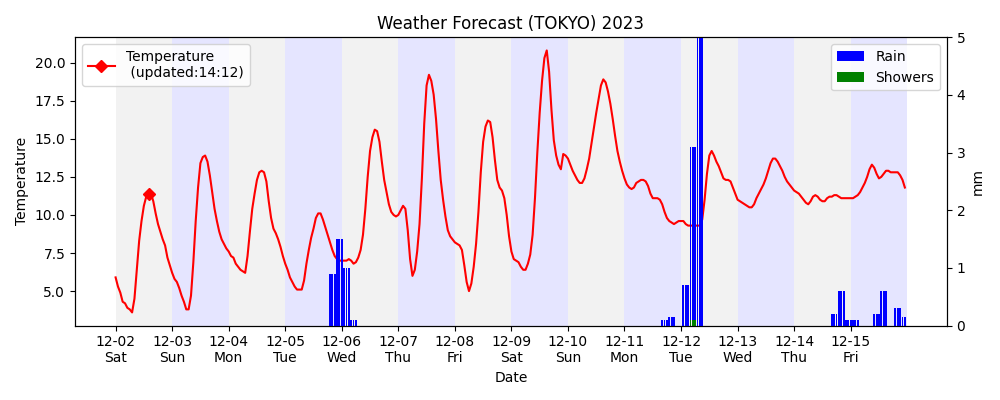 Weather Forecast (TOKYO) 2023
Temperature
(updated:14:12)
Rain
Showers
Temperature
20.0
17.5
15.0
12.5
10.0
7.5
5.0
5
4
3
2
1
0
mm
12-02 12-03 12-04 12-05 12-06 12-07 12-08 12-09 12-10 12-11 12-12 12-13 12-14 12-15
Sat Sun Mon Tue Wed Thu Fri Sat Sun Mon Tue Wed Thu Fri
Date